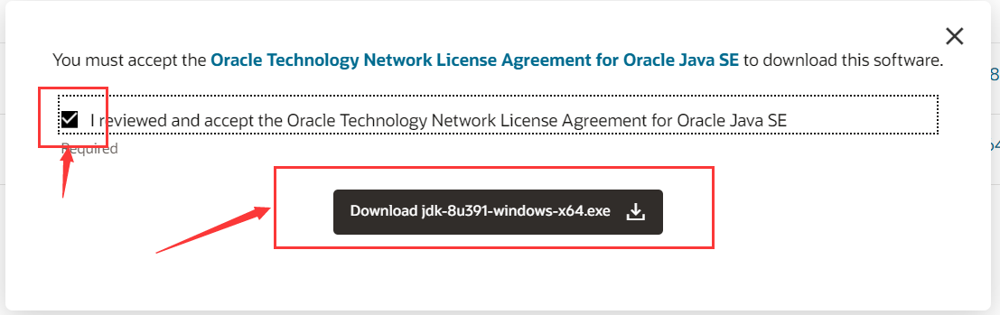 You must accept the Oracle Technology Network License Agreement for Oracle Java SE to download this software.
I reviewed and accept the Oracle Technology Network License Agreement for Oracle Java SE
Required
Download jdk-8u391-windows-x64.exe